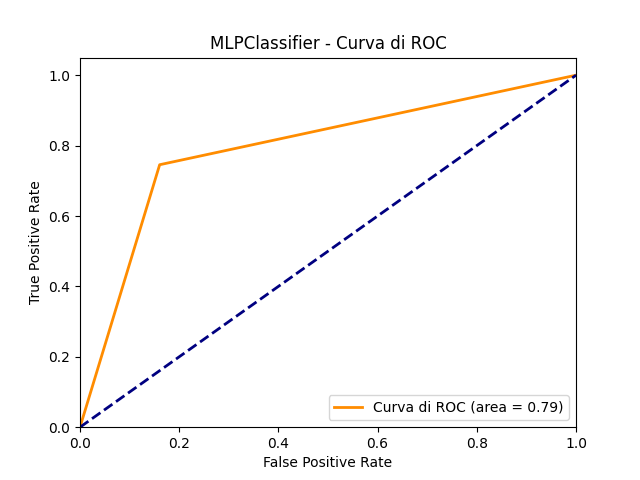 MLPClassifier - Curva di ROC
True Positive Rate
1.0
0.8
0.6
0.4
0.2
0.0
Curva di ROC (area = 0.79)
0.0 0.2 0.4 0.6 0.8 1.0
False Positive Rate